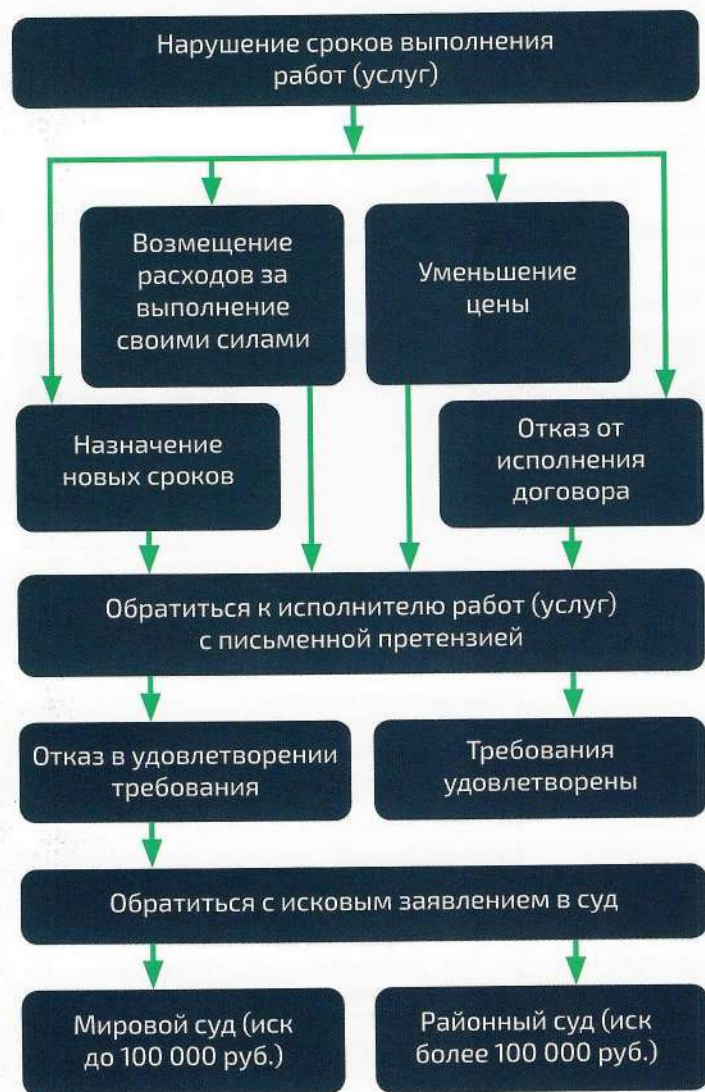 Нарушение сроков выполнения
работ (услуг)
Возмещение
расходов за
выполнение
своими силами
Уменьшение
цены
Назначение
новых сроков
Отказ от
исполнения
договора
Обратиться к исполнителю работ (услуг)
с письменной претензией
Отказ в удовлетворении
требования
Требования
удовлетворены
Обратиться с исковым заявлением в суд
Мировой суд (иск
до 100 000 руб.)
Районный суд (иск
более 100 000 руб.)